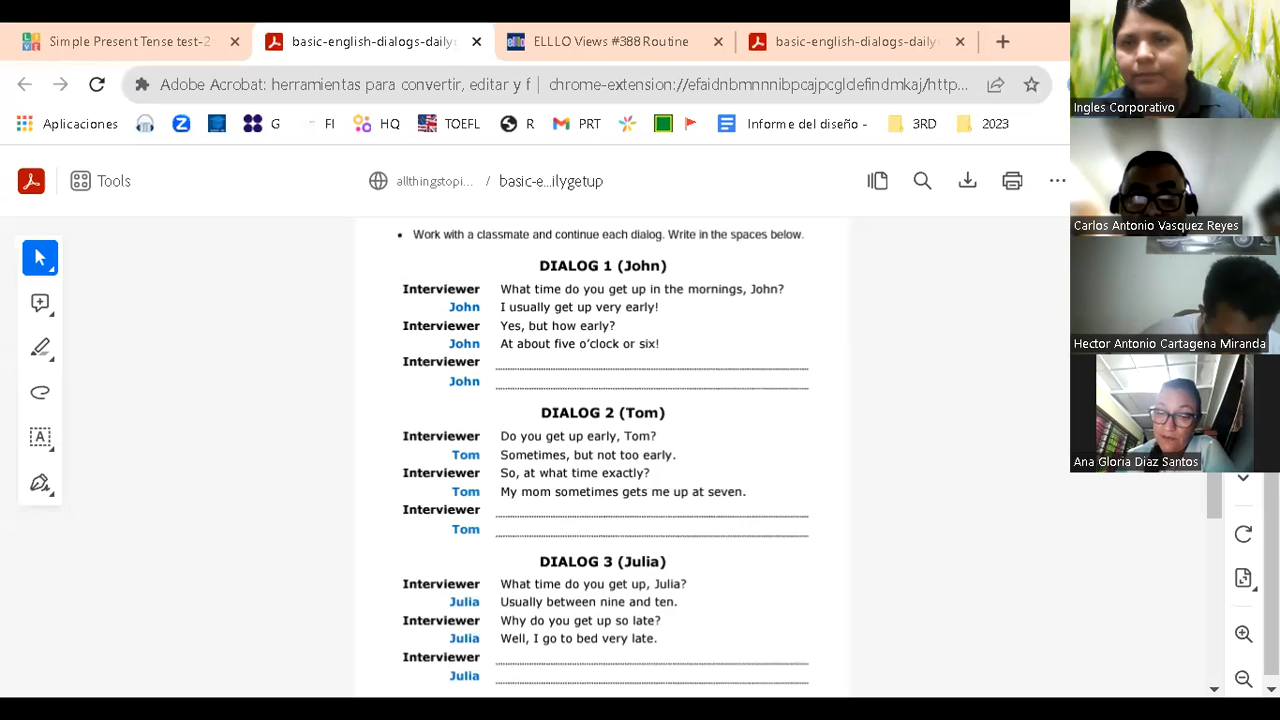 Simple Present Tense test-2
basic-english-dialogs-daily
ELLLO Views #388 Routine
basic-english-dialogs-daily
Adobe Acrobat: herramientas para convertir, editar y f | chrome-extension://efaidnbmnnnibpcajpcglclefindmkaj/http...
Aplicaciones
G
FI
HQ
TOEFL
R
PRT
Informe del diseño -
3RD
2023
Tools
allthingstopi... / basic-e...ilygetup
• Work with a classmate and continue each dialog. Write in the spaces below.
DIALOG 1 (John)
Interviewer What time do you get up in the mornings, John?
John I usually get up very early!
Interviewer Yes, but how early?
John At about five o'clock or six!
Interviewer
John
DIALOG 2 (Tom)
Interviewer Do you get up early, Tom?
Tom Sometimes, but not too early.
Interviewer So, at what time exactly?
Tom My mom sometimes gets me up at seven.
Interviewer
Tom
DIALOG 3 (Julia)
Interviewer What time do you get up, Julia?
Julia Usually between nine and ten.
Interviewer Why do you get up so late?
Julia Well, I go to bed very late.
Interviewer
Julia
Ingles Corporativo
Carlos Antonio Vasquez Reyes
Hector Antonio Cartagena Miranda
Ana Gloria Diaz Santos